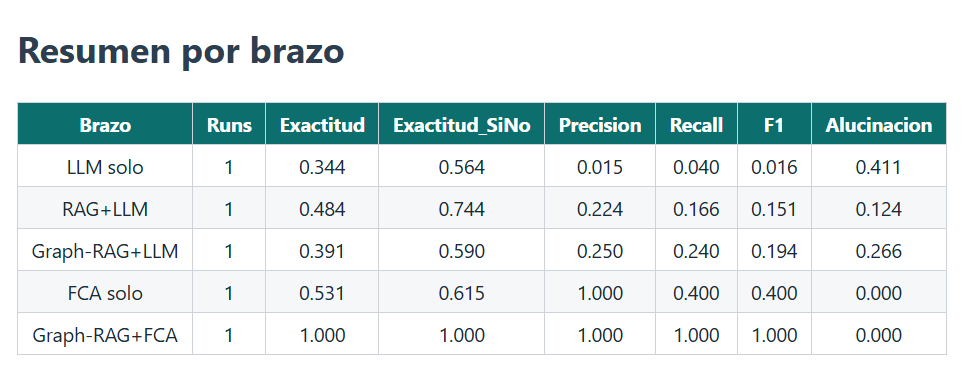 Resumen por brazo
Brazo Runs Exactitud Exactitud_SiNo Precision Recall F1 Alucinacion
LLM solo 1 0.344 0.564 0.015 0.040 0.016 0.411
RAG+LLM 1 0.484 0.744 0.224 0.166 0.151 0.124
Graph-RAG+LLM 1 0.391 0.590 0.250 0.240 0.194 0.266
FCA solo 1 0.531 0.615 1.000 0.400 0.400 0.000
Graph-RAG+FCA 1 1.000 1.000 1.000 1.000 1.000 0.000